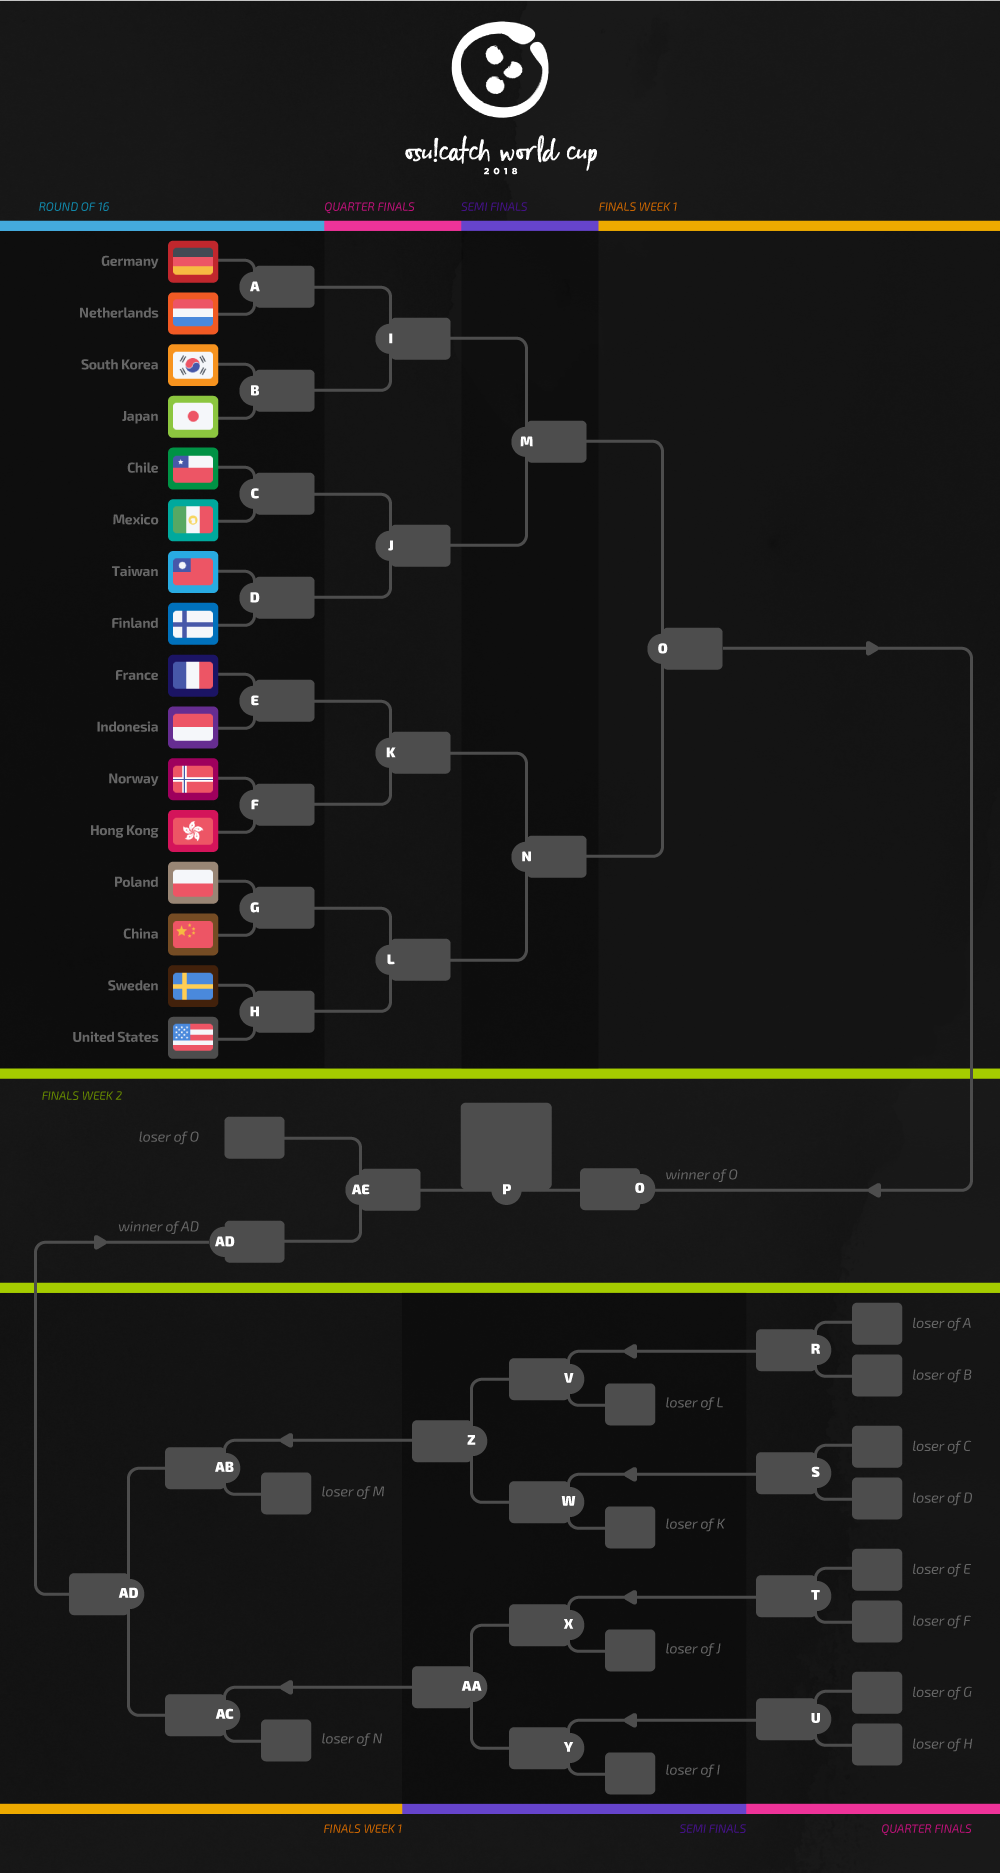 osu!catch world cup
2018
ROUND OF 16 QUARTER FINALS SEMI FINALS FINALS WEEK 1
Germany
A
Netherlands
I
South Korea
B
Japan
M
Chile
C
Mexico
J
Taiwan
D
Finland
O
France
E
Indonesia
K
Norway
F
Hong Kong
N
Poland
G
China
L
Sweden
H
United States
FINALS WEEK 2
loser of O
AE
P
O
winner of O
winner of AD
AD
R
loser of A
loser of B
V
loser of L
Z
S
loser of C
loser of D
W
loser of K
AB
loser of M
AD
T
loser of E
loser of F
X
loser of J
AA
U
loser of G
loser of H
Y
loser of I
AC
loser of N
FINALS WEEK 1 SEMI FINALS QUARTER FINALS